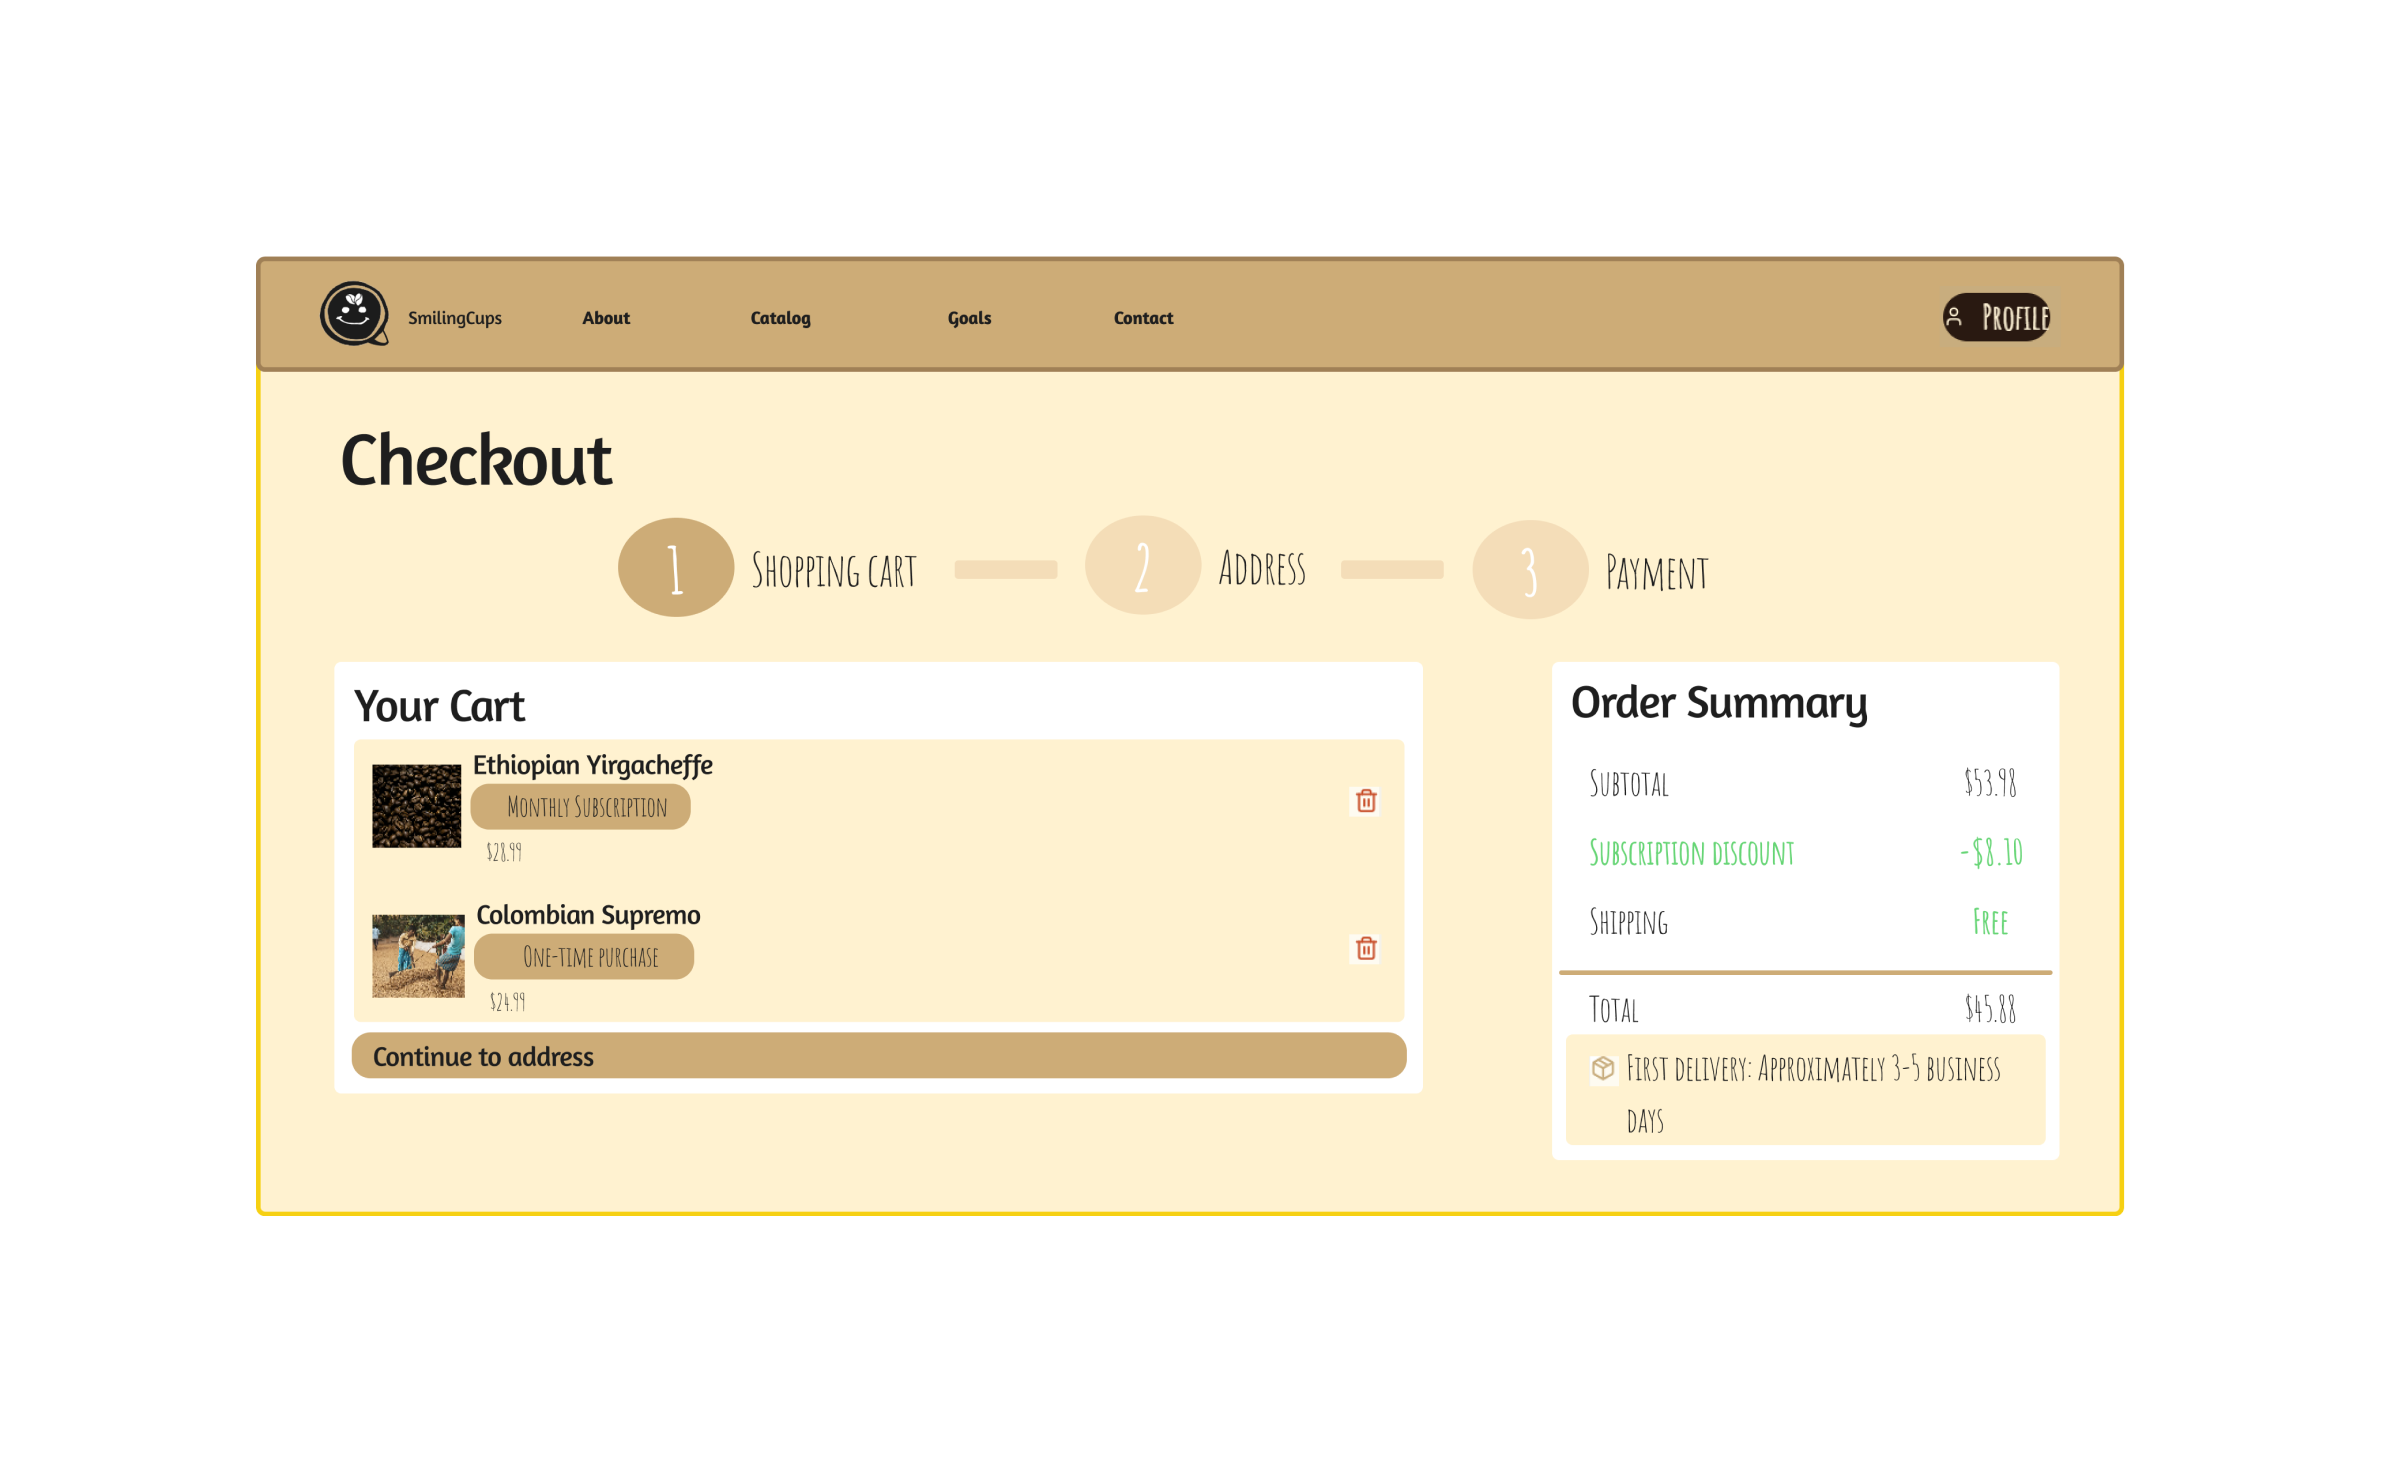 SmilingCups About Catalog Goals Contact Profile
Checkout
1 Shopping cart 2 Address 3 Payment
Your Cart
Ethiopian Yirgacheffe
Monthly Subscription
$28.99
Colombian Supremo
One-time purchase
$24.99
Continue to address
Order Summary
Subtotal $53.98
Subscription discount -$8.10
Shipping Free
Total $45.88
First delivery: Approximately 3-5 business
days